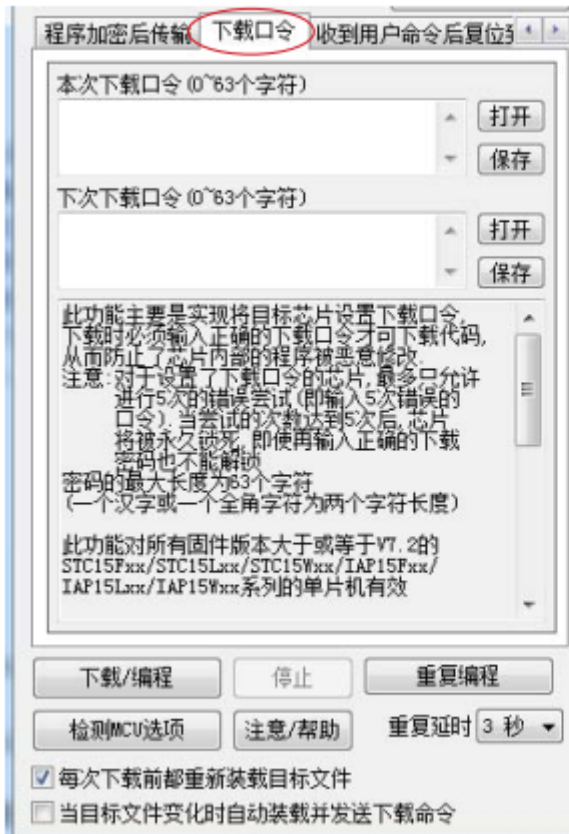 程序加密后传输 下载口令 收到用户命令后复位到
本次下载口令(0~63个字符)
打开
保存
下次下载口令(0~63个字符)
打开
保存
此功能主要是实现将目标芯片设置下载口令,
下载时必须输入正确的下载口令才可下载代码,
从而防止了芯片内部的程序被恶意修改.
注意:对于设置了下载口令的芯片,最多只允许
进行5次的错误尝试(即输入5次错误的
口令).当尝试的次数达到5次后,芯片
将被永久锁死,即使再输入正确的下载
密码也不能解锁
密码的最大长度为63个字符
(一个汉字或一个全角字符为两个字符长度)
此功能对所有固件版本大于或等于V7.2的
STC15Fxx/STC15Lxx/STC15Wxx/IAP15Fxx/
IAP15Lxx/IAP15Wxx系列的单片机有效
下载/编程 停止 重复编程
检测MCU选项 注意/帮助 重复延时 3 秒
每次下载前都重新装载目标文件
当目标文件变化时自动装载并发送下载命令